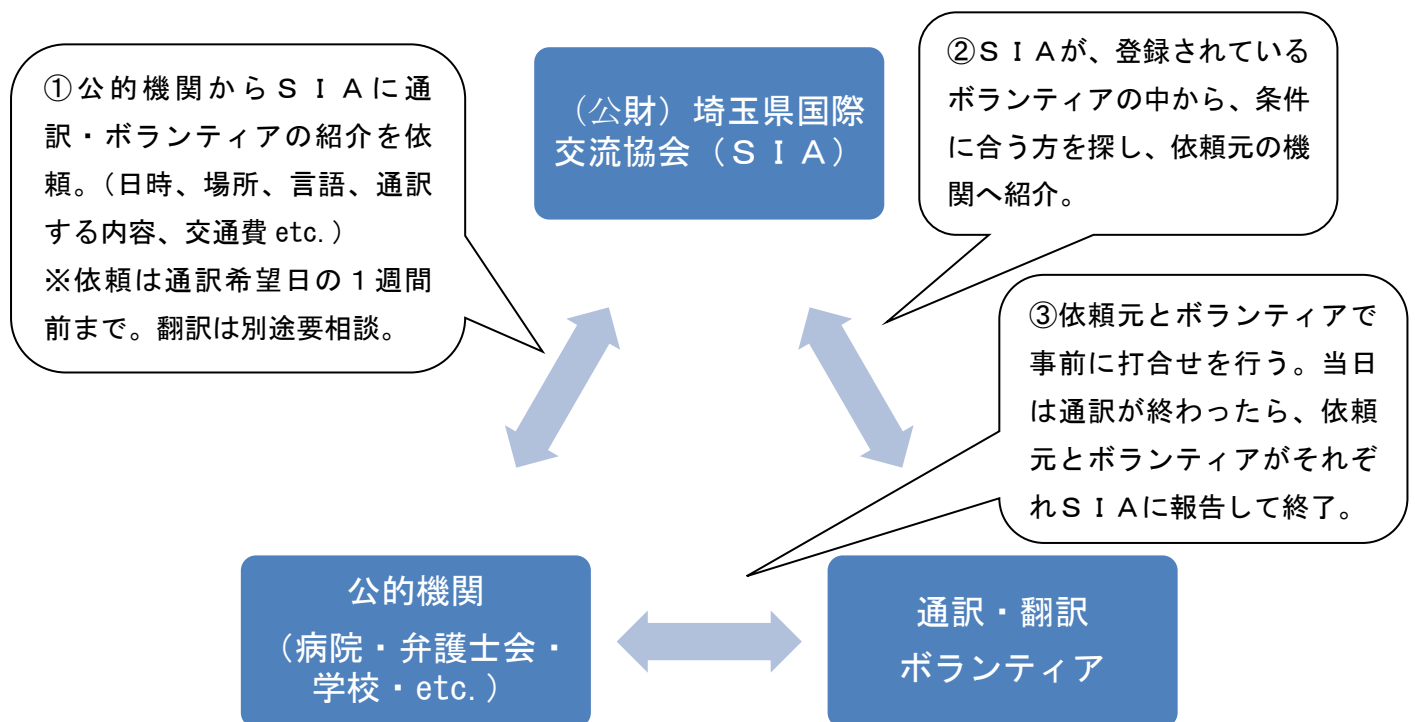 ①公的機関からＳＩＡに通
訳・ボランティアの紹介を依
頼。（日時、場所、言語、通訳
する内容、交通費 etc.）
※依頼は通訳希望日の１週間
前まで。翻訳は別途要相談。
（公財）埼玉県国際
交流協会（ＳＩＡ）
②ＳＩＡが、登録されている
ボランティアの中から、条件
に合う方を探し、依頼元の機
関へ紹介。
③依頼元とボランティアで
事前に打合せを行う。当日
は通訳が終わったら、依頼
元とボランティアがそれぞ
れＳＩＡに報告して終了。
公的機関
（病院・弁護士会・
学校・etc.）
通訳・翻訳
ボランティア